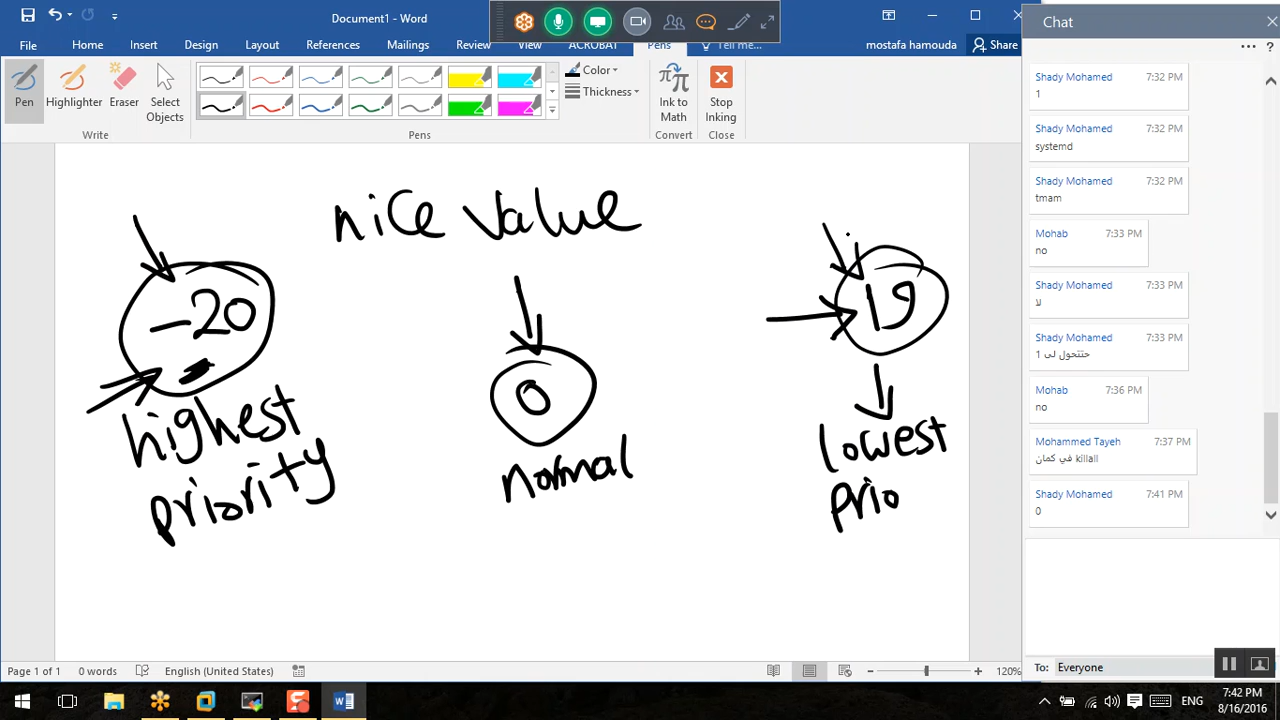 Document1 - Word
File
Home
Insert
Design
Layout
References
Mailings
Review
View
ACROBAT
Pens
Tell me...
mostafa hamouda
Share
Pen
Highlighter
Eraser
Select Objects
Write
Pens
Color
Thickness
Ink to Math
Convert
Stop Inking
Close
nice value
-20
highest
priority
0
normal
19
lowest
prio
Chat
Shady Mohamed 7:32 PM
1
Shady Mohamed 7:32 PM
systemd
Shady Mohamed 7:32 PM
tmam
Mohab 7:33 PM
no
Shady Mohamed 7:33 PM
لا
Shady Mohamed 7:33 PM
حتتحول لى 1
Mohab 7:36 PM
no
Mohammed Tayeh 7:37 PM
في كمان killall
Shady Mohamed 7:41 PM
0
To: Everyone
Page 1 of 1
0 words
English (United States)
120%
ENG
7:42 PM
8/16/2016